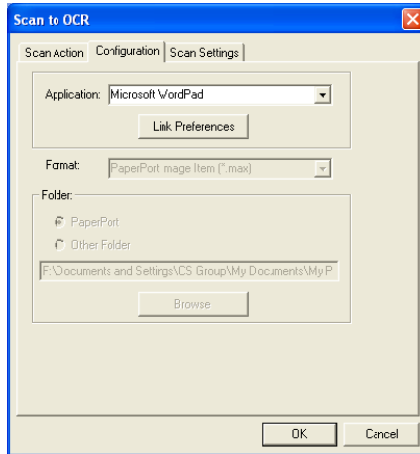 Scan to OCR
Scan Action Configuration Scan Settings
Application: Microsoft WordPad
Link Preferences
Format: PaperPort mage Item (*.max)
Folder:
PaperPort
Other Folder
F:\Documents and Settings\CS Group\My Documents\My P
Browse
OK Cancel